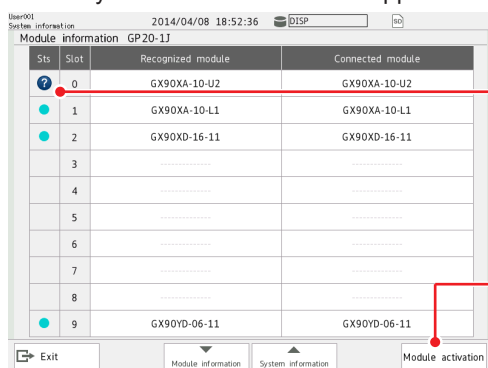 User001
System information
2014/04/08 18:52:36
DISP
SD
Module information GP20-1J
Sts Slot Recognized module Connected module
? 0 GX90XA-10-U2 GX90XA-10-U2
1 GX90XA-10-L1 GX90XA-10-L1
2 GX90XD-16-11 GX90XD-16-11
3 ------------- -------------
4 ------------- -------------
5 ------------- -------------
6 ------------- -------------
7 ------------- -------------
8 ------------- -------------
9 GX90YD-06-11 GX90YD-06-11
Exit
Module information
System information
Module activation